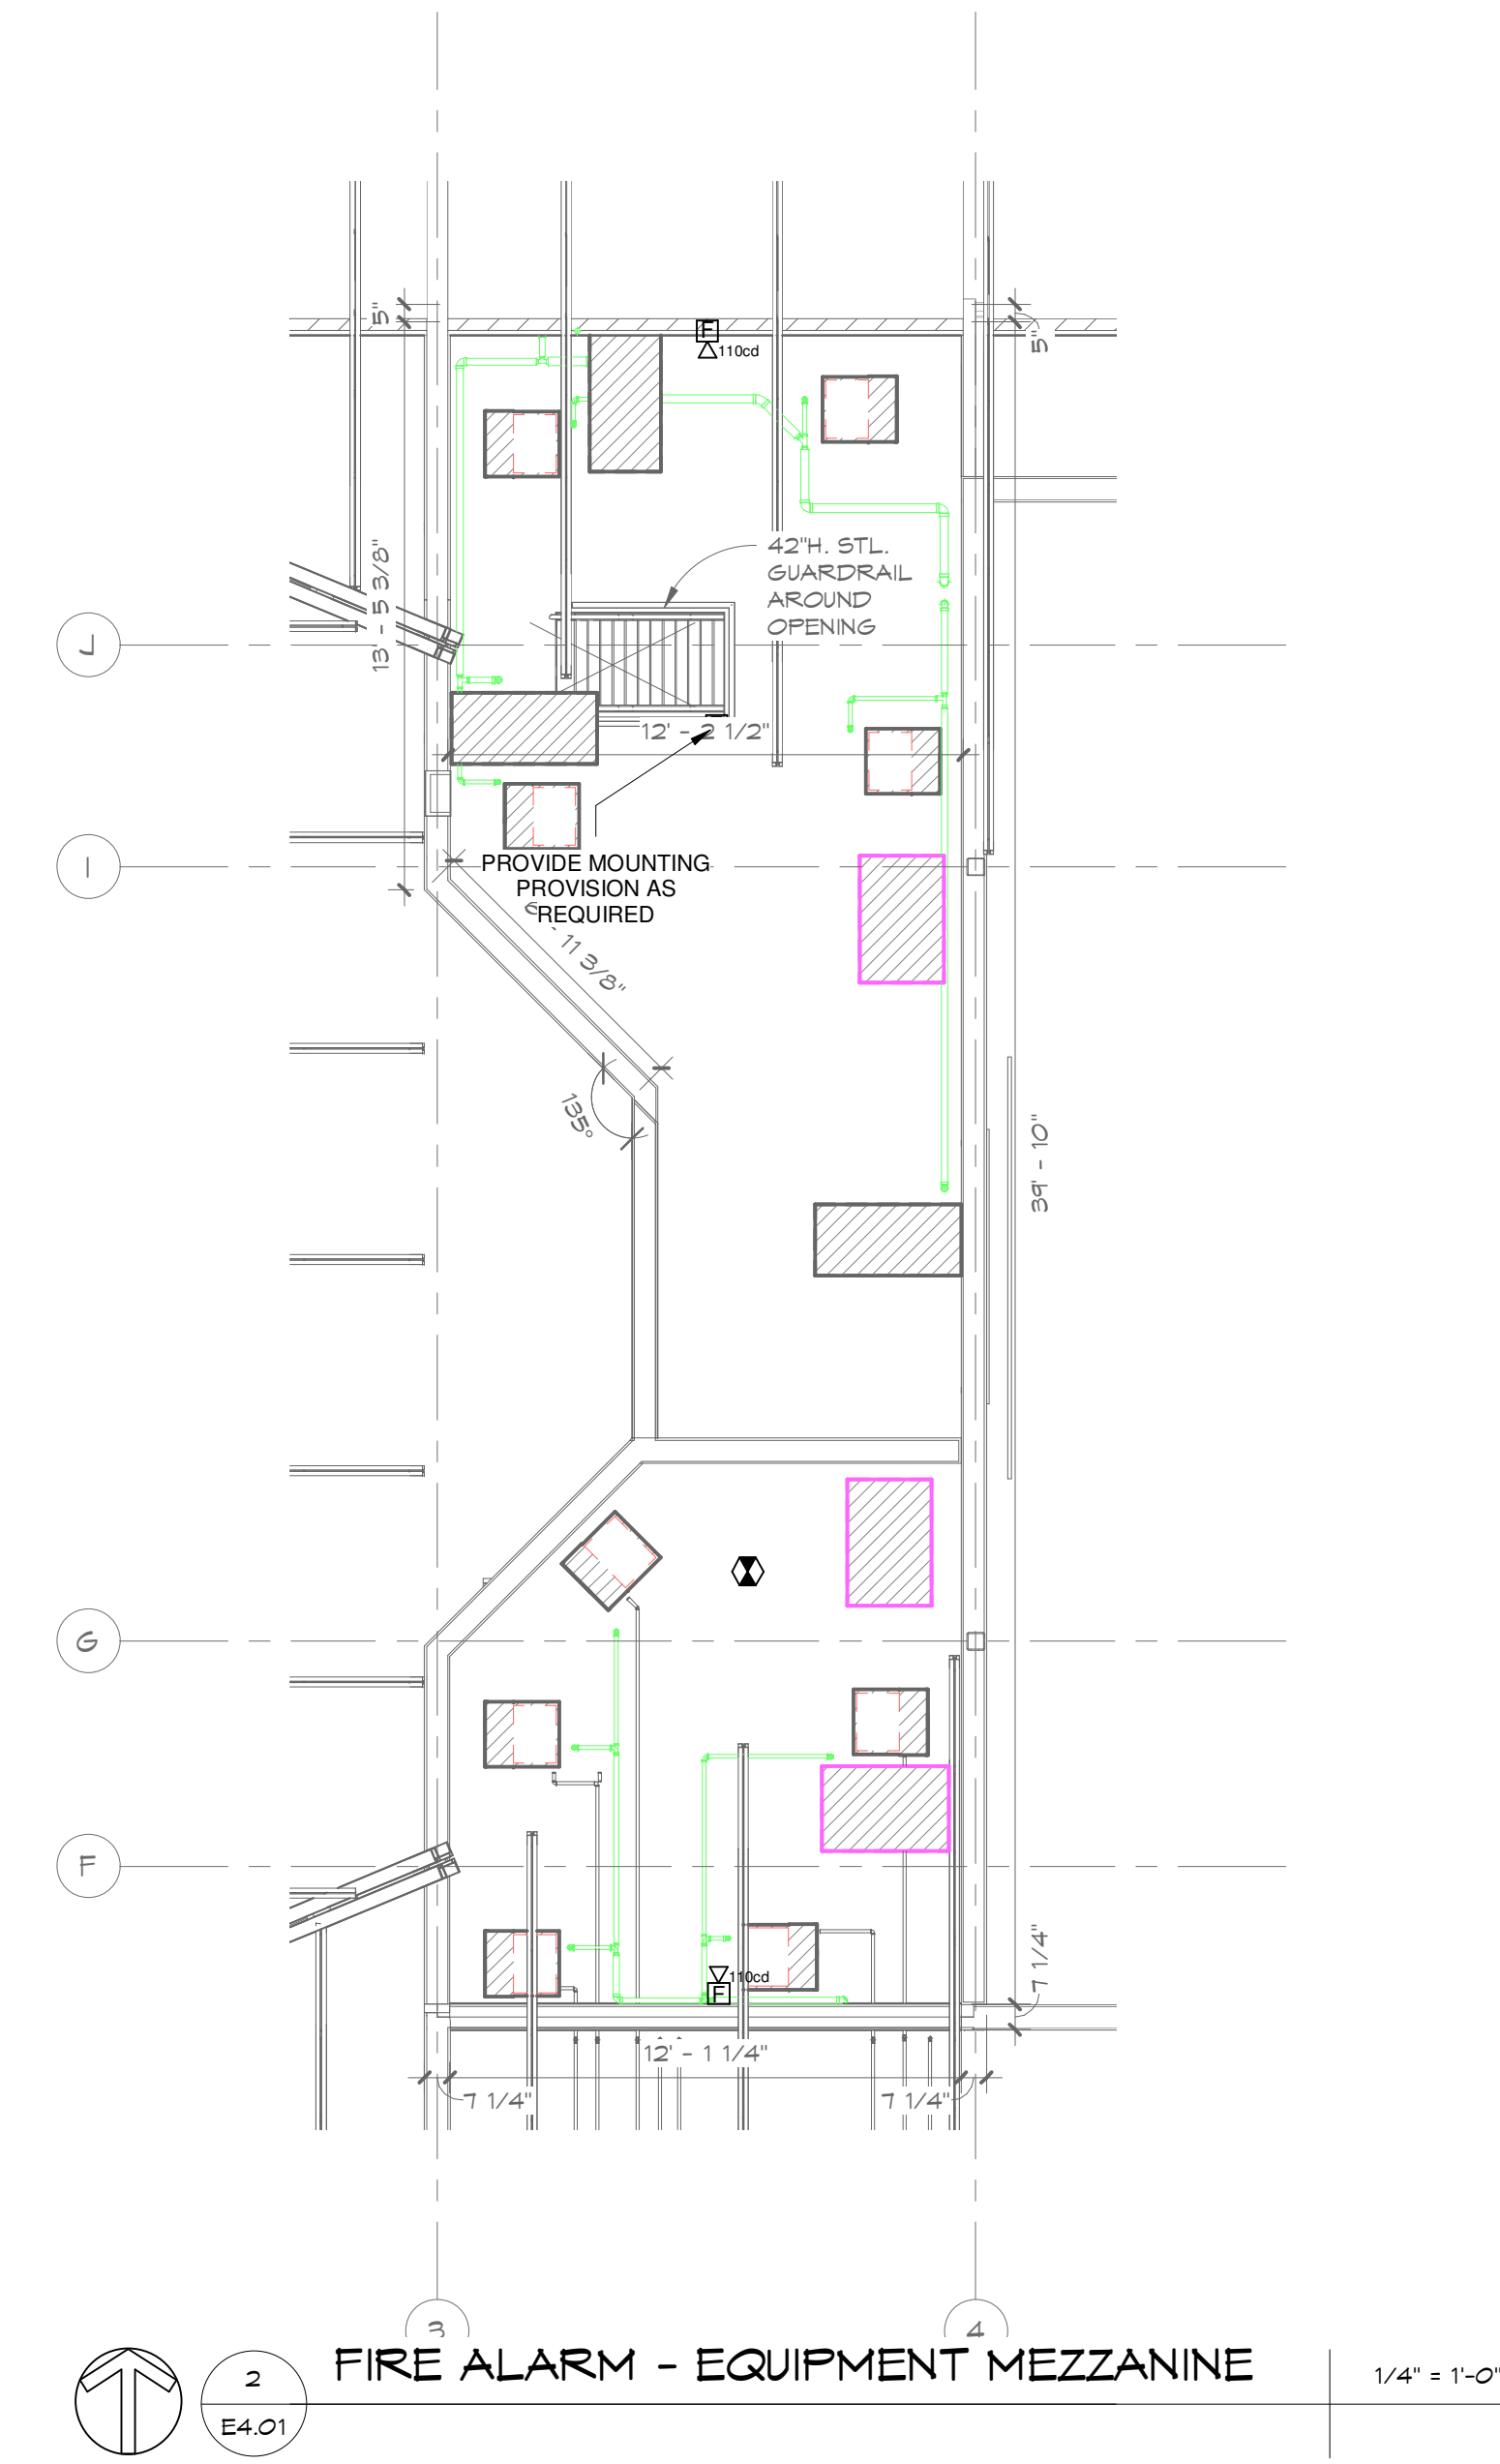 5"
F
110cd
5"
13' - 5 3/8"
42"H. STL.
GUARDRAIL
AROUND
OPENING
J
12' - 2 1/2"
I
PROVIDE MOUNTING
PROVISION AS
REQUIRED
- 11 3/8"
135°
39' - 10"
G
F
7 1/4"
110cd
F
12' - 1 1/4"
7 1/4"
7 1/4"
3
4
2
E4.01
FIRE ALARM - EQUIPMENT MEZZANINE
1/4" = 1'-0"